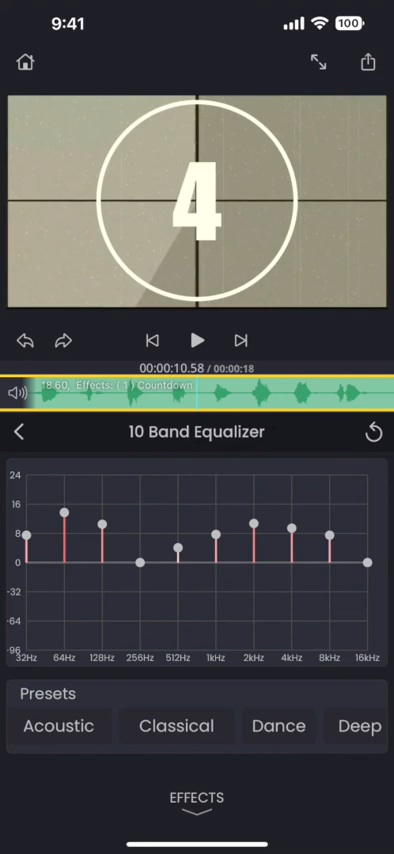 9:41
100
4
00:00:10.58 / 00:00:18
18.60, Effects: ( 1 ) Countdown
10 Band Equalizer
24
16
8
0
-32
-64
-96
32Hz 64Hz 128Hz 256Hz 512Hz 1kHz 2kHz 4kHz 8kHz 16kHz
Presets
Acoustic Classical Dance Deep
EFFECTS